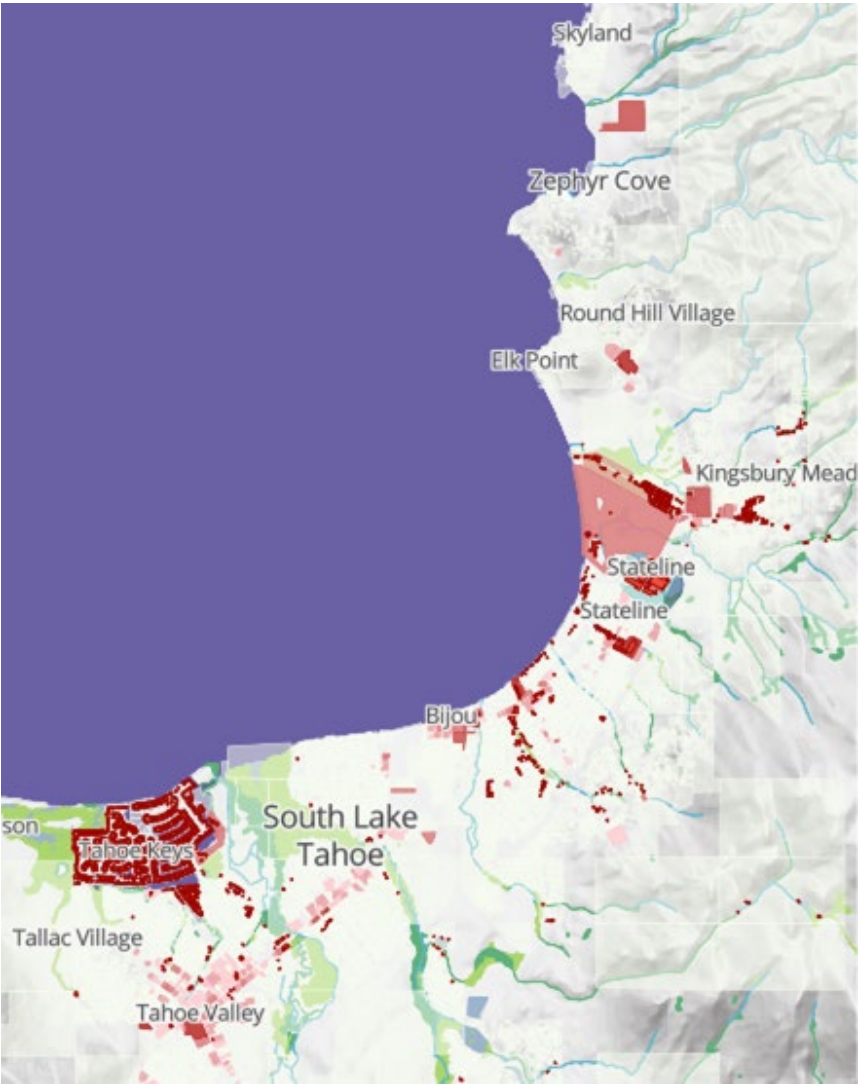 Skyland
Zephyr Cove
Round Hill Village
Elk Point
Kingsbury Mead
Stateline
Stateline
Bijou
South Lake
Tahoe
son
Tahoe Keys
Tallac Village
Tahoe Valley